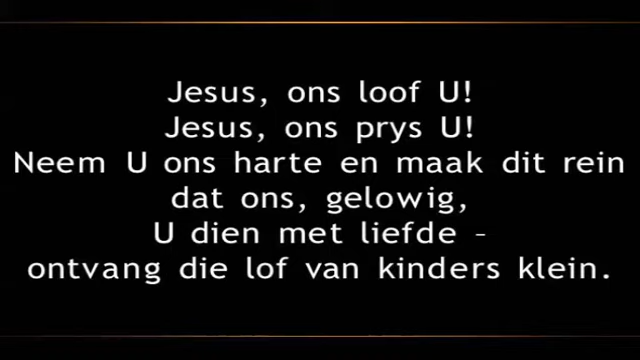 Jesus, ons loof U!
Jesus, ons prys U!
Neem U ons harte en maak dit rein
dat ons, gelowig,
U dien met liefde –
ontvang die lof van kinders klein.